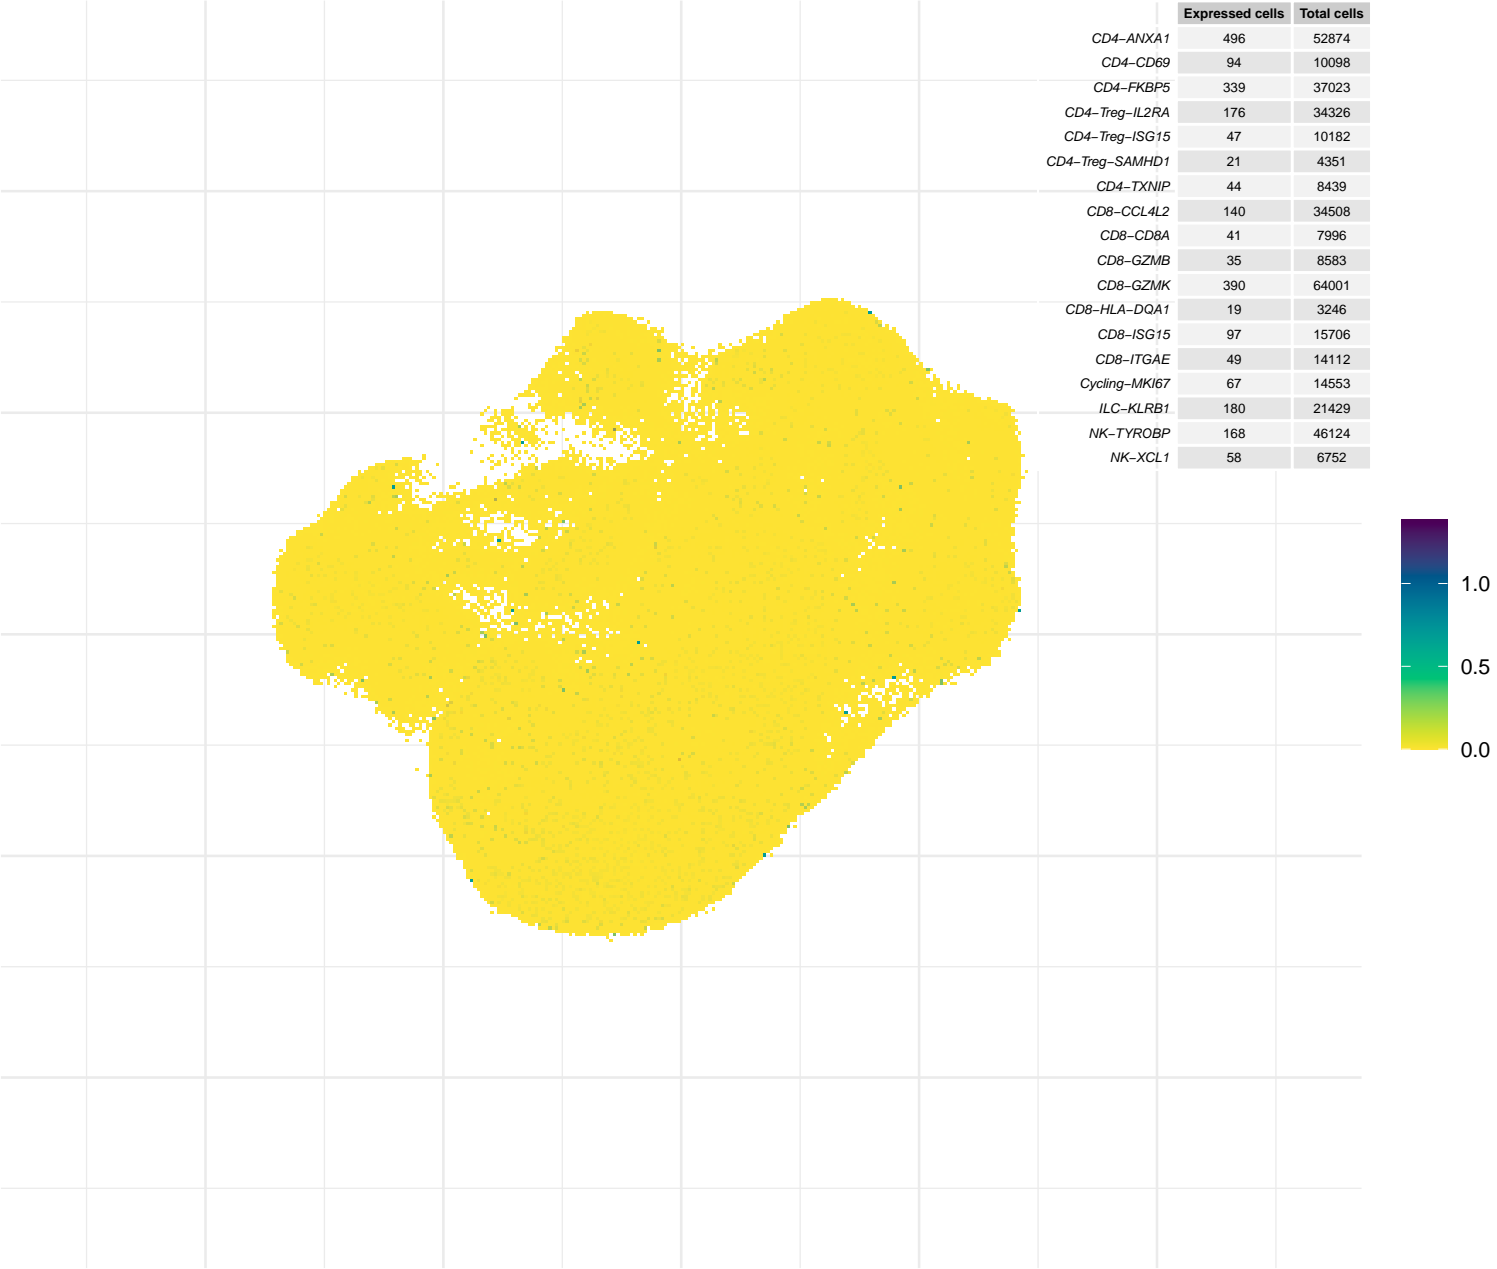 Expressed cells Total cells
CD4−ANXA1 496 52874
CD4−CD69 94 10098
CD4−FKBP5 339 37023
CD4−Treg−IL2RA 176 34326
CD4−Treg−ISG15 47 10182
CD4−Treg−SAMHD1 21 4351
CD4−TXNIP 44 8439
CD8−CCL4L2 140 34508
CD8−CD8A 41 7996
CD8−GZMB 35 8583
CD8−GZMK 390 64001
CD8−HLA−DQA1 19 3246
CD8−ISG15 97 15706
CD8−ITGAE 49 14112
Cycling−MKI67 67 14553
ILC−KLRB1 180 21429
NK−TYROBP 168 46124
NK−XCL1 58 6752
1.0
0.5
0.0